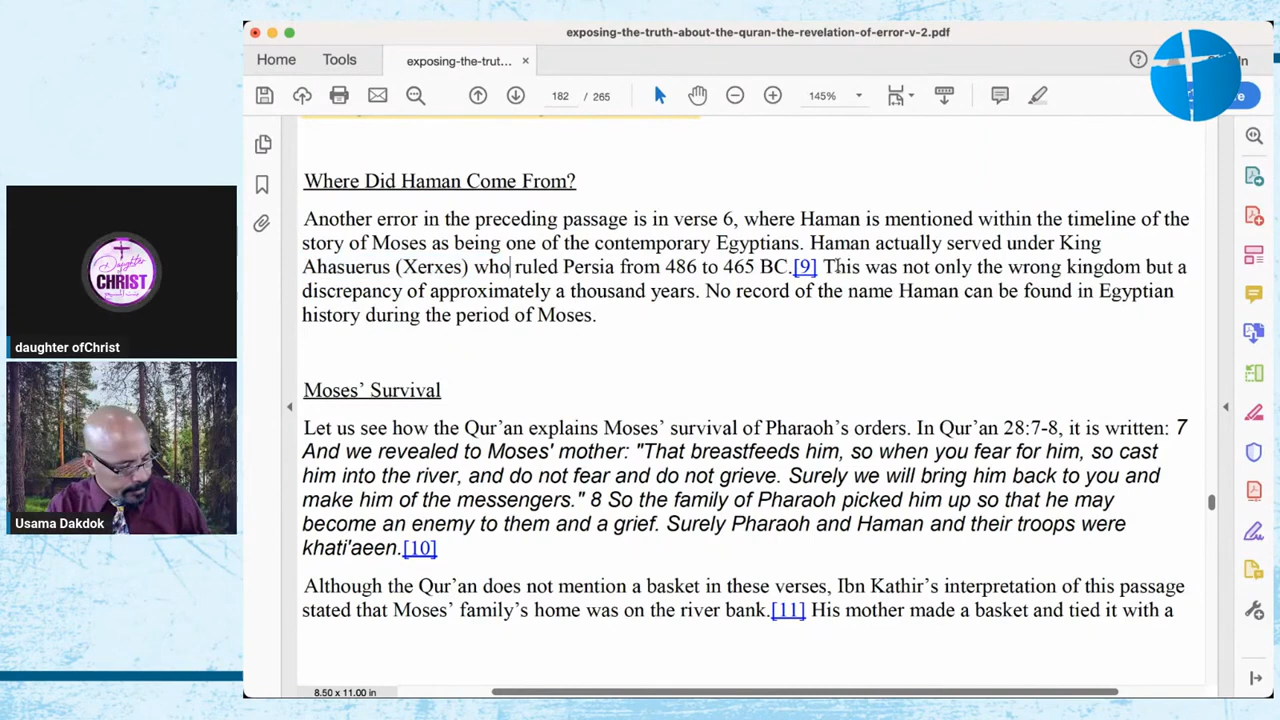 exposing-the-truth-about-the-quran-the-revelation-of-error-v-2.pdf
Home
Tools
exposing-the-trut...
182 / 265
145%
Where Did Haman Come From?
Another error in the preceding passage is in verse 6, where Haman is mentioned within the timeline of the
story of Moses as being one of the contemporary Egyptians. Haman actually served under King
Ahasuerus (Xerxes) who ruled Persia from 486 to 465 BC.[9] This was not only the wrong kingdom but a
discrepancy of approximately a thousand years. No record of the name Haman can be found in Egyptian
history during the period of Moses.
Moses’ Survival
Let us see how the Qur’an explains Moses’ survival of Pharaoh’s orders. In Qur’an 28:7-8, it is written: 7
And we revealed to Moses' mother: "That breastfeeds him, so when you fear for him, so cast
him into the river, and do not fear and do not grieve. Surely we will bring him back to you and
make him of the messengers." 8 So the family of Pharaoh picked him up so that he may
become an enemy to them and a grief. Surely Pharaoh and Haman and their troops were
khati'aeen.[10]
Although the Qur’an does not mention a basket in these verses, Ibn Kathir’s interpretation of this passage
stated that Moses’ family’s home was on the river bank.[11] His mother made a basket and tied it with a
8.50 x 11.00 in
Daughter
of
CHRIST
daughter ofChrist
Usama Dakdok